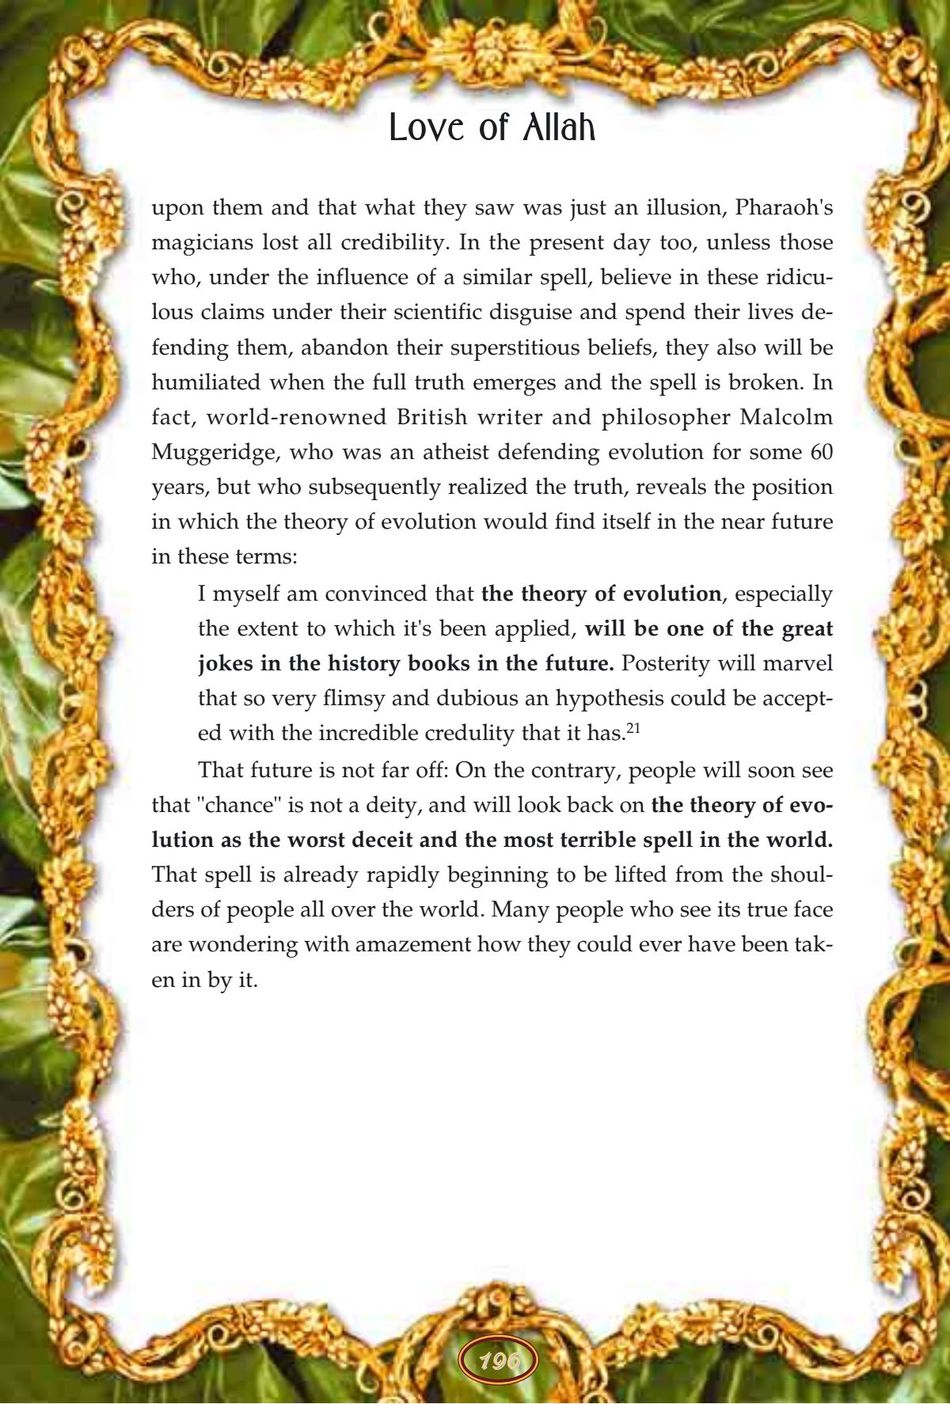 Love of Allah
upon them and that what they saw was just an illusion, Pharaoh's
magicians lost all credibility. In the present day too, unless those
who, under the influence of a similar spell, believe in these ridicu-
lous claims under their scientific disguise and spend their lives de-
fending them, abandon their superstitious beliefs, they also will be
humiliated when the full truth emerges and the spell is broken. In
fact, world-renowned British writer and philosopher Malcolm
Muggeridge, who was an atheist defending evolution for some 60
years, but who subsequently realized the truth, reveals the position
in which the theory of evolution would find itself in the near future
in these terms:
I myself am convinced that the theory of evolution, especially
the extent to which it's been applied, will be one of the great
jokes in the history books in the future. Posterity will marvel
that so very flimsy and dubious an hypothesis could be accept-
ed with the incredible credulity that it has.21
That future is not far off: On the contrary, people will soon see
that "chance" is not a deity, and will look back on the theory of evo-
lution as the worst deceit and the most terrible spell in the world.
That spell is already rapidly beginning to be lifted from the shoul-
ders of people all over the world. Many people who see its true face
are wondering with amazement how they could ever have been tak-
en in by it.
196